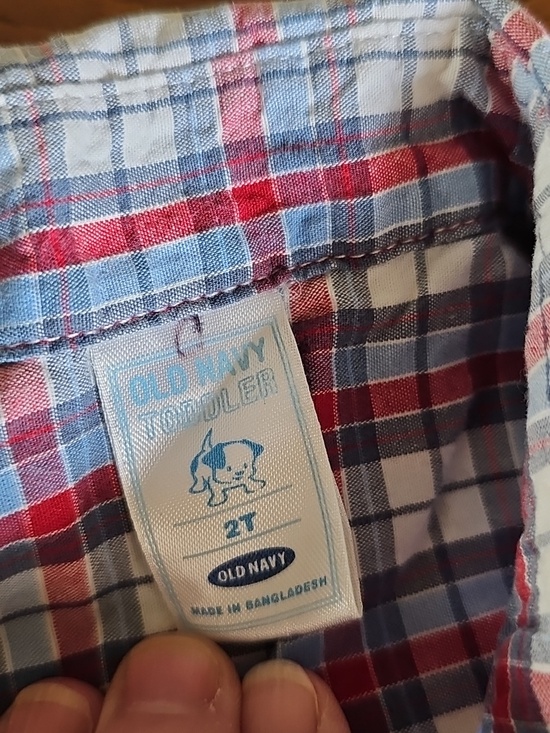 OLD NAVY
TODDLER
2T
OLD NAVY
MADE IN BANGLADESH